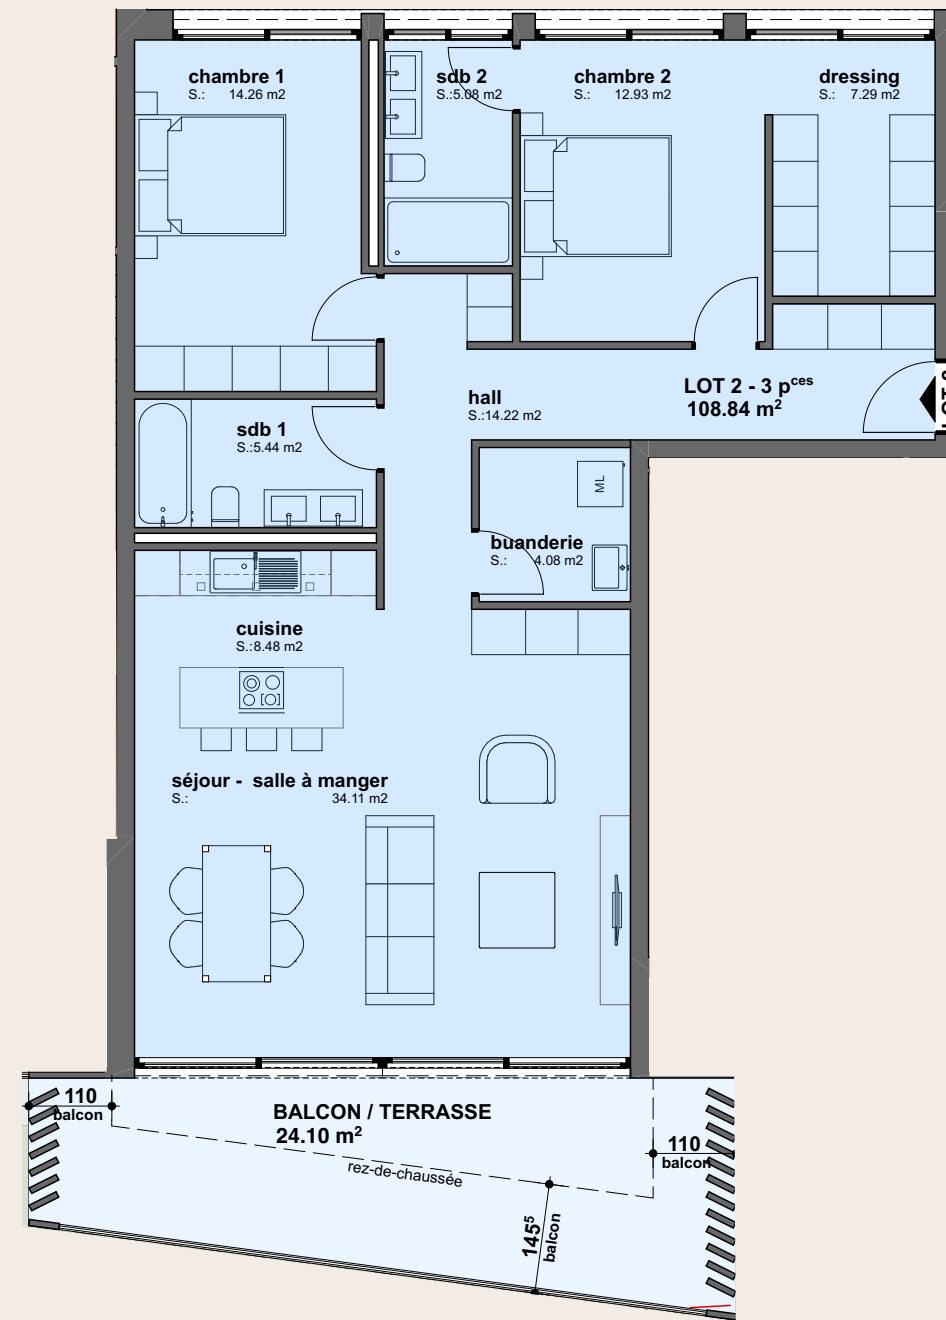 chambre 1
S.: 14.26 m2
sdb 2
S.:5.08 m2
chambre 2
S.: 12.93 m2
dressing
S.: 7.29 m2
LOT 2 - 3 pces
108.84 m2
hall
S.:14.22 m2
sdb 1
S.:5.44 m2
ML
buanderie
S.: 4.08 m2
cuisine
S.:8.48 m2
séjour - salle à manger
S.: 34.11 m2
110
balcon
BALCON / TERRASSE
24.10 m2
rez-de-chaussée
110
balcon
1455
balcon